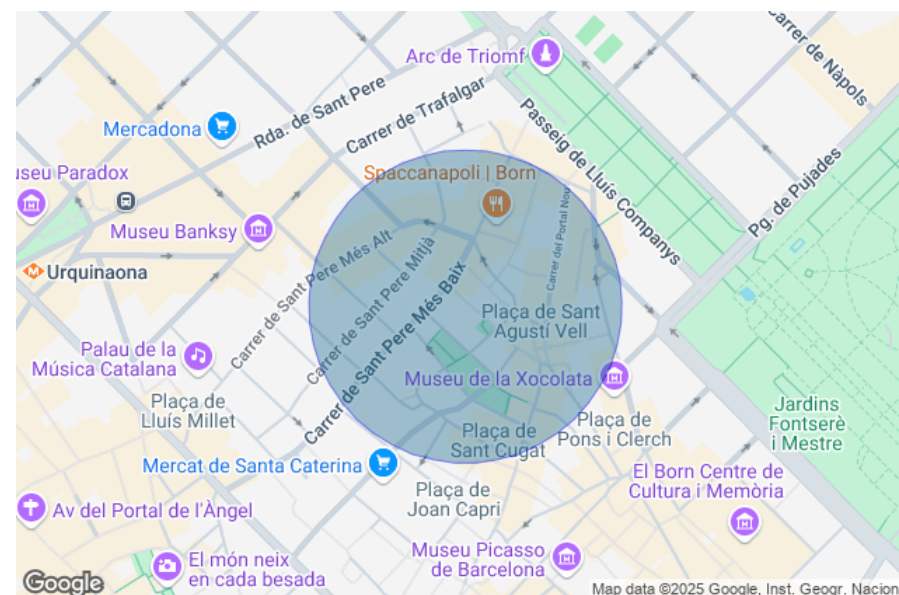 Arc de Triomf
Carrer de Nàpols
Rda. de Sant Pere
Carrer de Trafalgar
Mercadona
Passeig de Lluís Companys
Pg. de Pujades
useu Paradox
Spaccanapoli | Born
Museu Banksy
Carrer del Portal Nou
Urquinaona
Carrer de Sant Pere Més Alt
Carrer de Sant Pere Mitjà
Carrer de Sant Pere Més Baix
Plaça de Sant
Agustí Vell
Palau de la
Música Catalana
Museu de la Xocolata
Plaça de
Lluís Millet
Jardins
Fontserè
i Mestre
Plaça de
Pons i Clerch
Plaça de
Sant Cugat
Mercat de Santa Caterina
El Born Centre de
Cultura i Memòria
Plaça de
Joan Capri
Av del Portal de l'Àngel
Museu Picasso
de Barcelona
El món neix
en cada besada
Google
Map data ©2025 Google, Inst. Geogr. Nacion